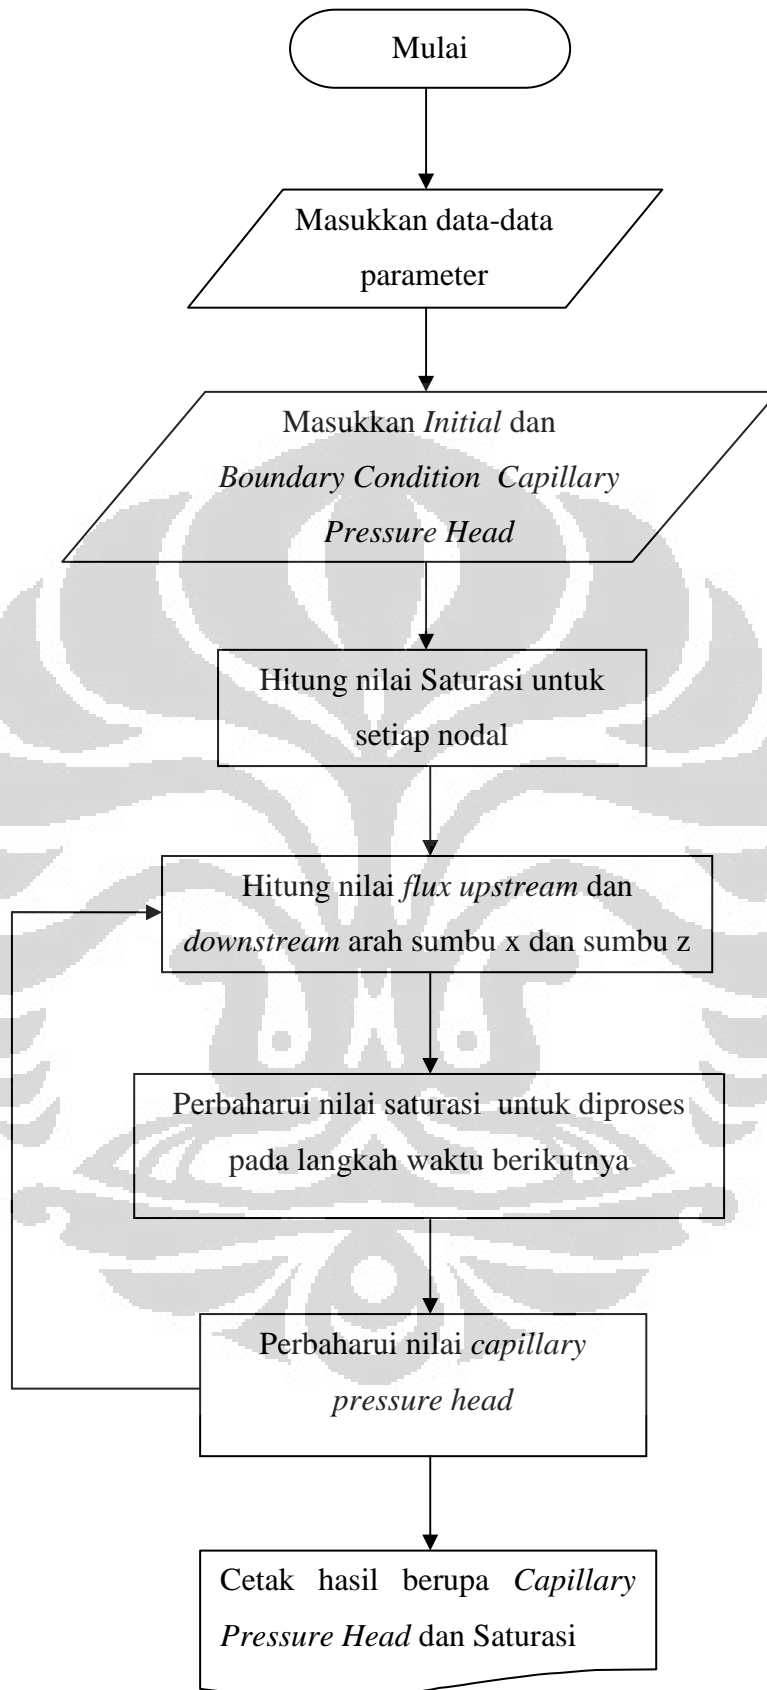 Mulai
Masukkan data-data
parameter
Masukkan Initial dan
Boundary Condition Capillary
Pressure Head
Hitung nilai Saturasi untuk
setiap nodal
Hitung nilai flux upstream dan
downstream arah sumbu x dan sumbu z
Perbaharui nilai saturasi untuk diproses
pada langkah waktu berikutnya
Perbaharui nilai capillary
pressure head
Cetak hasil berupa Capillary
Pressure Head dan Saturasi